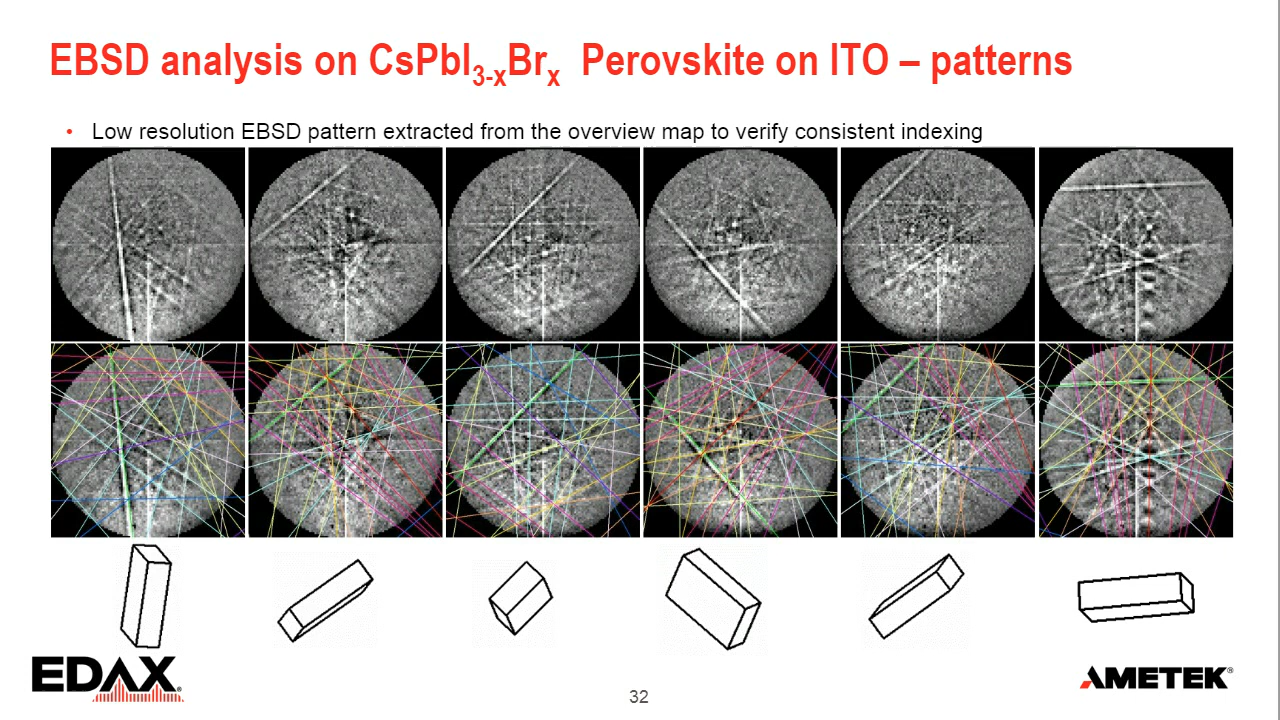 EBSD analysis on CsPbI3-xBrx Perovskite on ITO – patterns
• Low resolution EBSD pattern extracted from the overview map to verify consistent indexing
EDAX®
32
AMETEK®